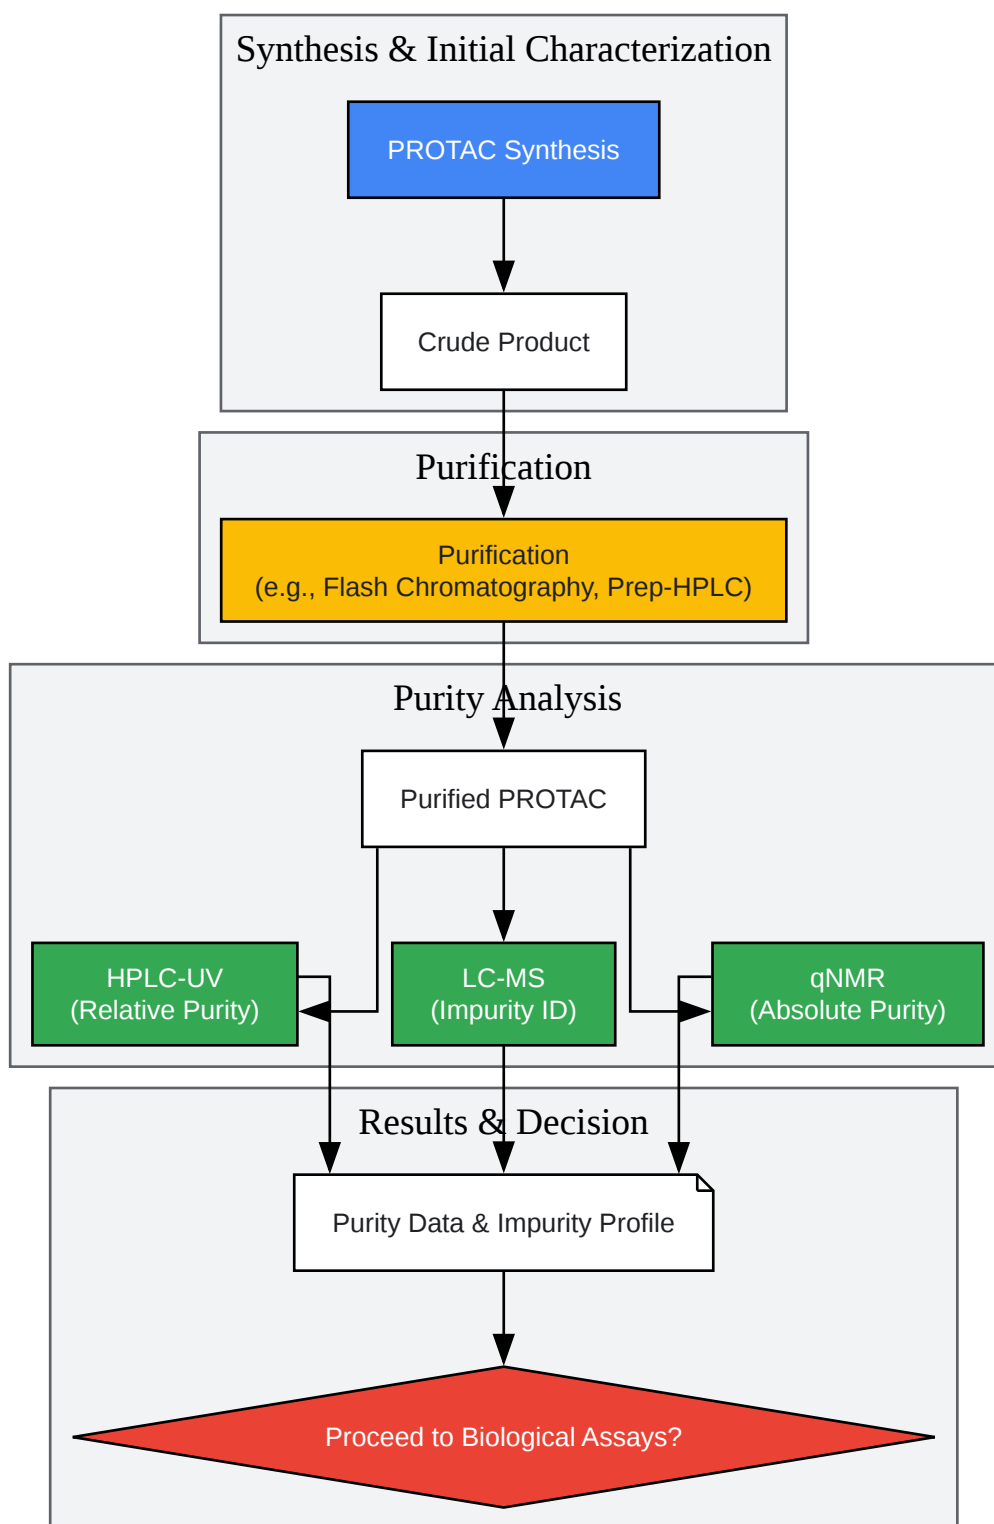 Synthesis & Initial Characterization
PROTAC Synthesis
Crude Product
Purification
Purification
(e.g., Flash Chromatography, Prep-HPLC)
Purity Analysis
Purified PROTAC
HPLC-UV
(Relative Purity)
LC-MS
(Impurity ID)
qNMR
(Absolute Purity)
Results & Decision
Purity Data & Impurity Profile
Proceed to Biological Assays?